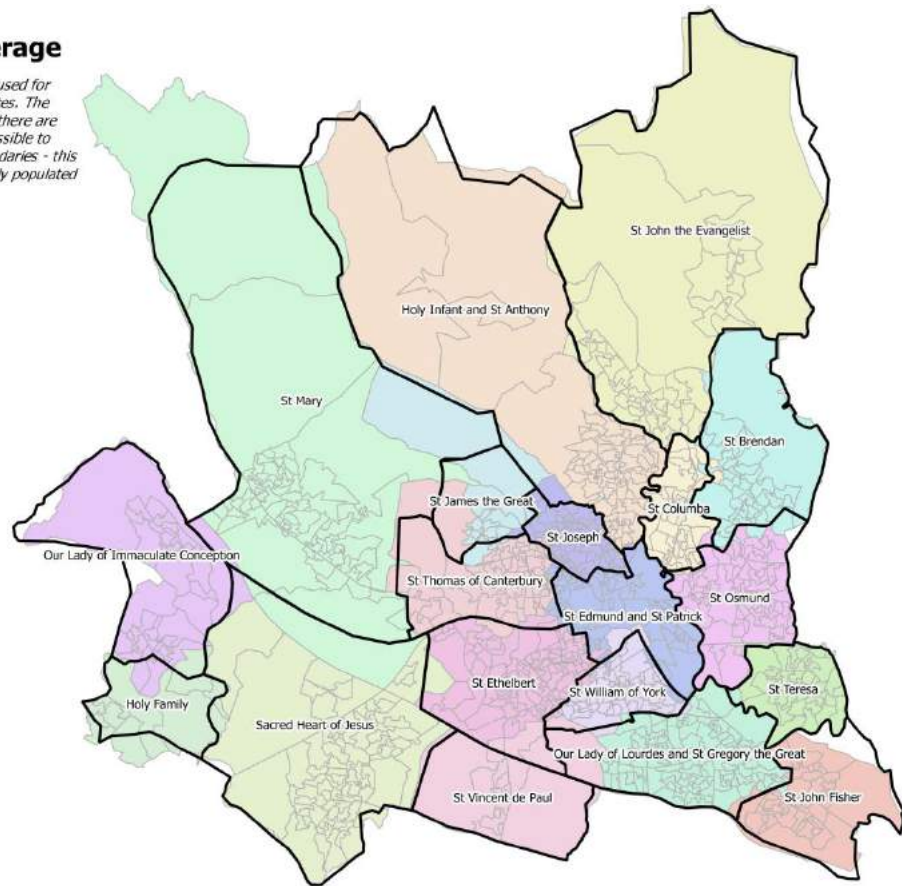 erage
used for
es. The
there are
ssible to
daries - this
ly populated
St John the Evangelist
Holy Infant and St Anthony
St Mary
St Brendan
St James the Great
St Columba
St Joseph
Our Lady of Immaculate Conception
St Thomas of Canterbury
St Osmund
St Edmund and St Patrick
St Ethelbert
St William of York
St Teresa
Holy Family
Sacred Heart of Jesus
Our Lady of Lourdes and St Gregory the Great
St Vincent de Paul
St John Fisher